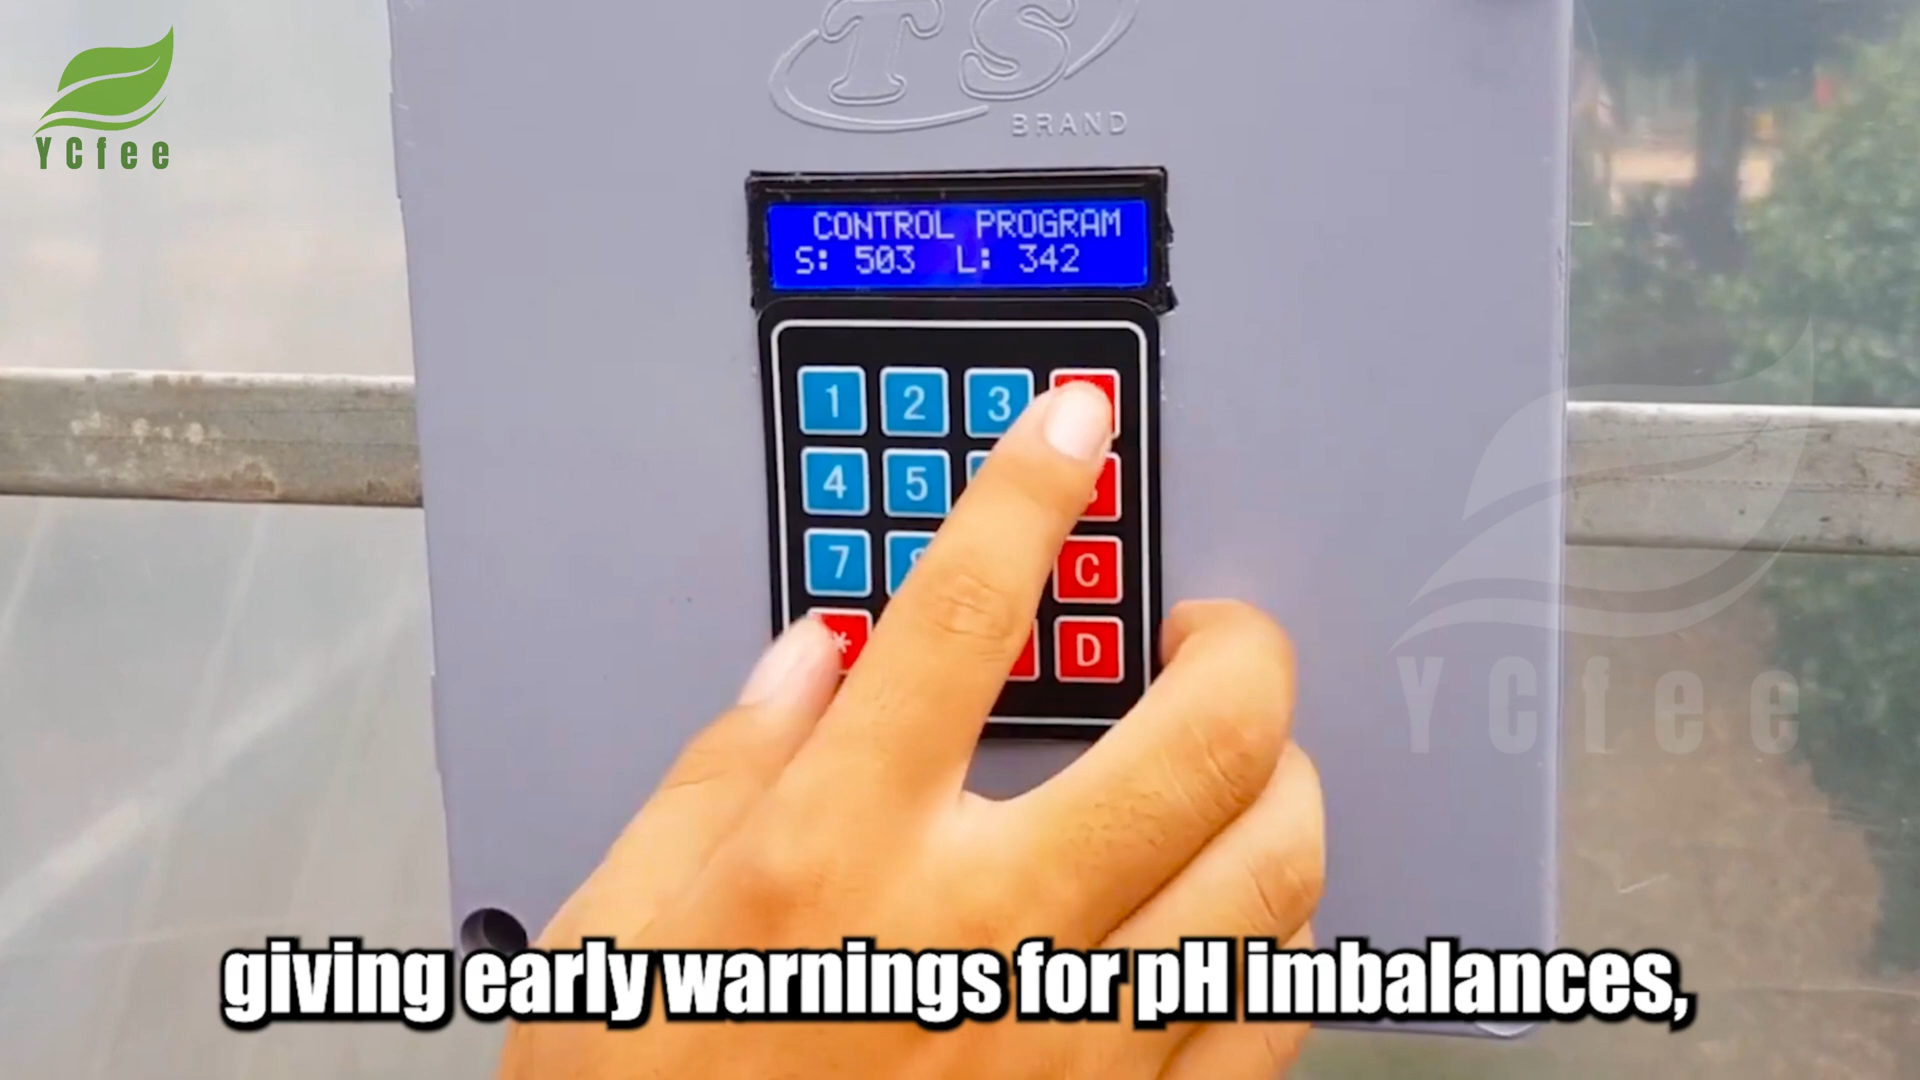 YCfee
TS
BRAND
CONTROL PROGRAM
S: 503 L: 342
1 2 3
4 5
7
C
* D
YCfee
giving early warnings for pH imbalances,